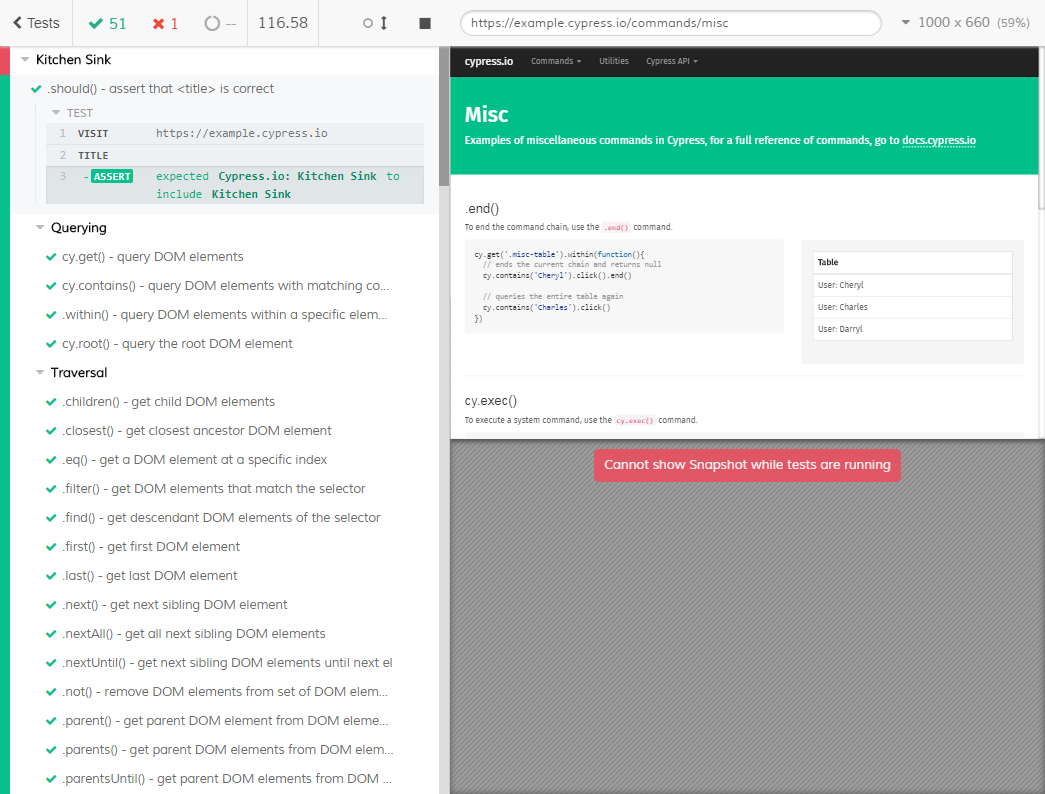 Tests
51
1
--
116.58
https://example.cypress.io/commands/misc
1000 x 660 (59%)
Kitchen Sink
.should() - assert that <title> is correct
TEST
1 VISIT https://example.cypress.io
2 TITLE
3 - ASSERT expected Cypress.io: Kitchen Sink to
include Kitchen Sink
Querying
cy.get() - query DOM elements
cy.contains() - query DOM elements with matching co...
.within() - query DOM elements within a specific elem...
cy.root() - query the root DOM element
Traversal
.children() - get child DOM elements
.closest() - get closest ancestor DOM element
.eq() - get a DOM element at a specific index
.filter() - get DOM elements that match the selector
.find() - get descendant DOM elements of the selector
.first() - get first DOM element
.last() - get last DOM element
.next() - get next sibling DOM element
.nextAll() - get all next sibling DOM elements
.nextUntil() - get next sibling DOM elements until next el
.not() - remove DOM elements from set of DOM elem...
.parent() - get parent DOM element from DOM eleme...
.parents() - get parent DOM elements from DOM elem...
.parentsUntil() - get parent DOM elements from DOM ...
cypress.io Commands Utilities Cypress API
Misc
Examples of miscellaneous commands in Cypress, for a full reference of commands, go to docs.cypress.io
.end()
To end the command chain, use the .end() command.
cy.get('.misc-table').within(function(){
// ends the current chain and returns null
cy.contains('Cheryl').click().end()
// queries the entire table again
cy.contains('Charles').click()
})
Table
User: Cheryl
User: Charles
User: Darryl
cy.exec()
To execute a system command, use the cy.exec() command.
Cannot show Snapshot while tests are running